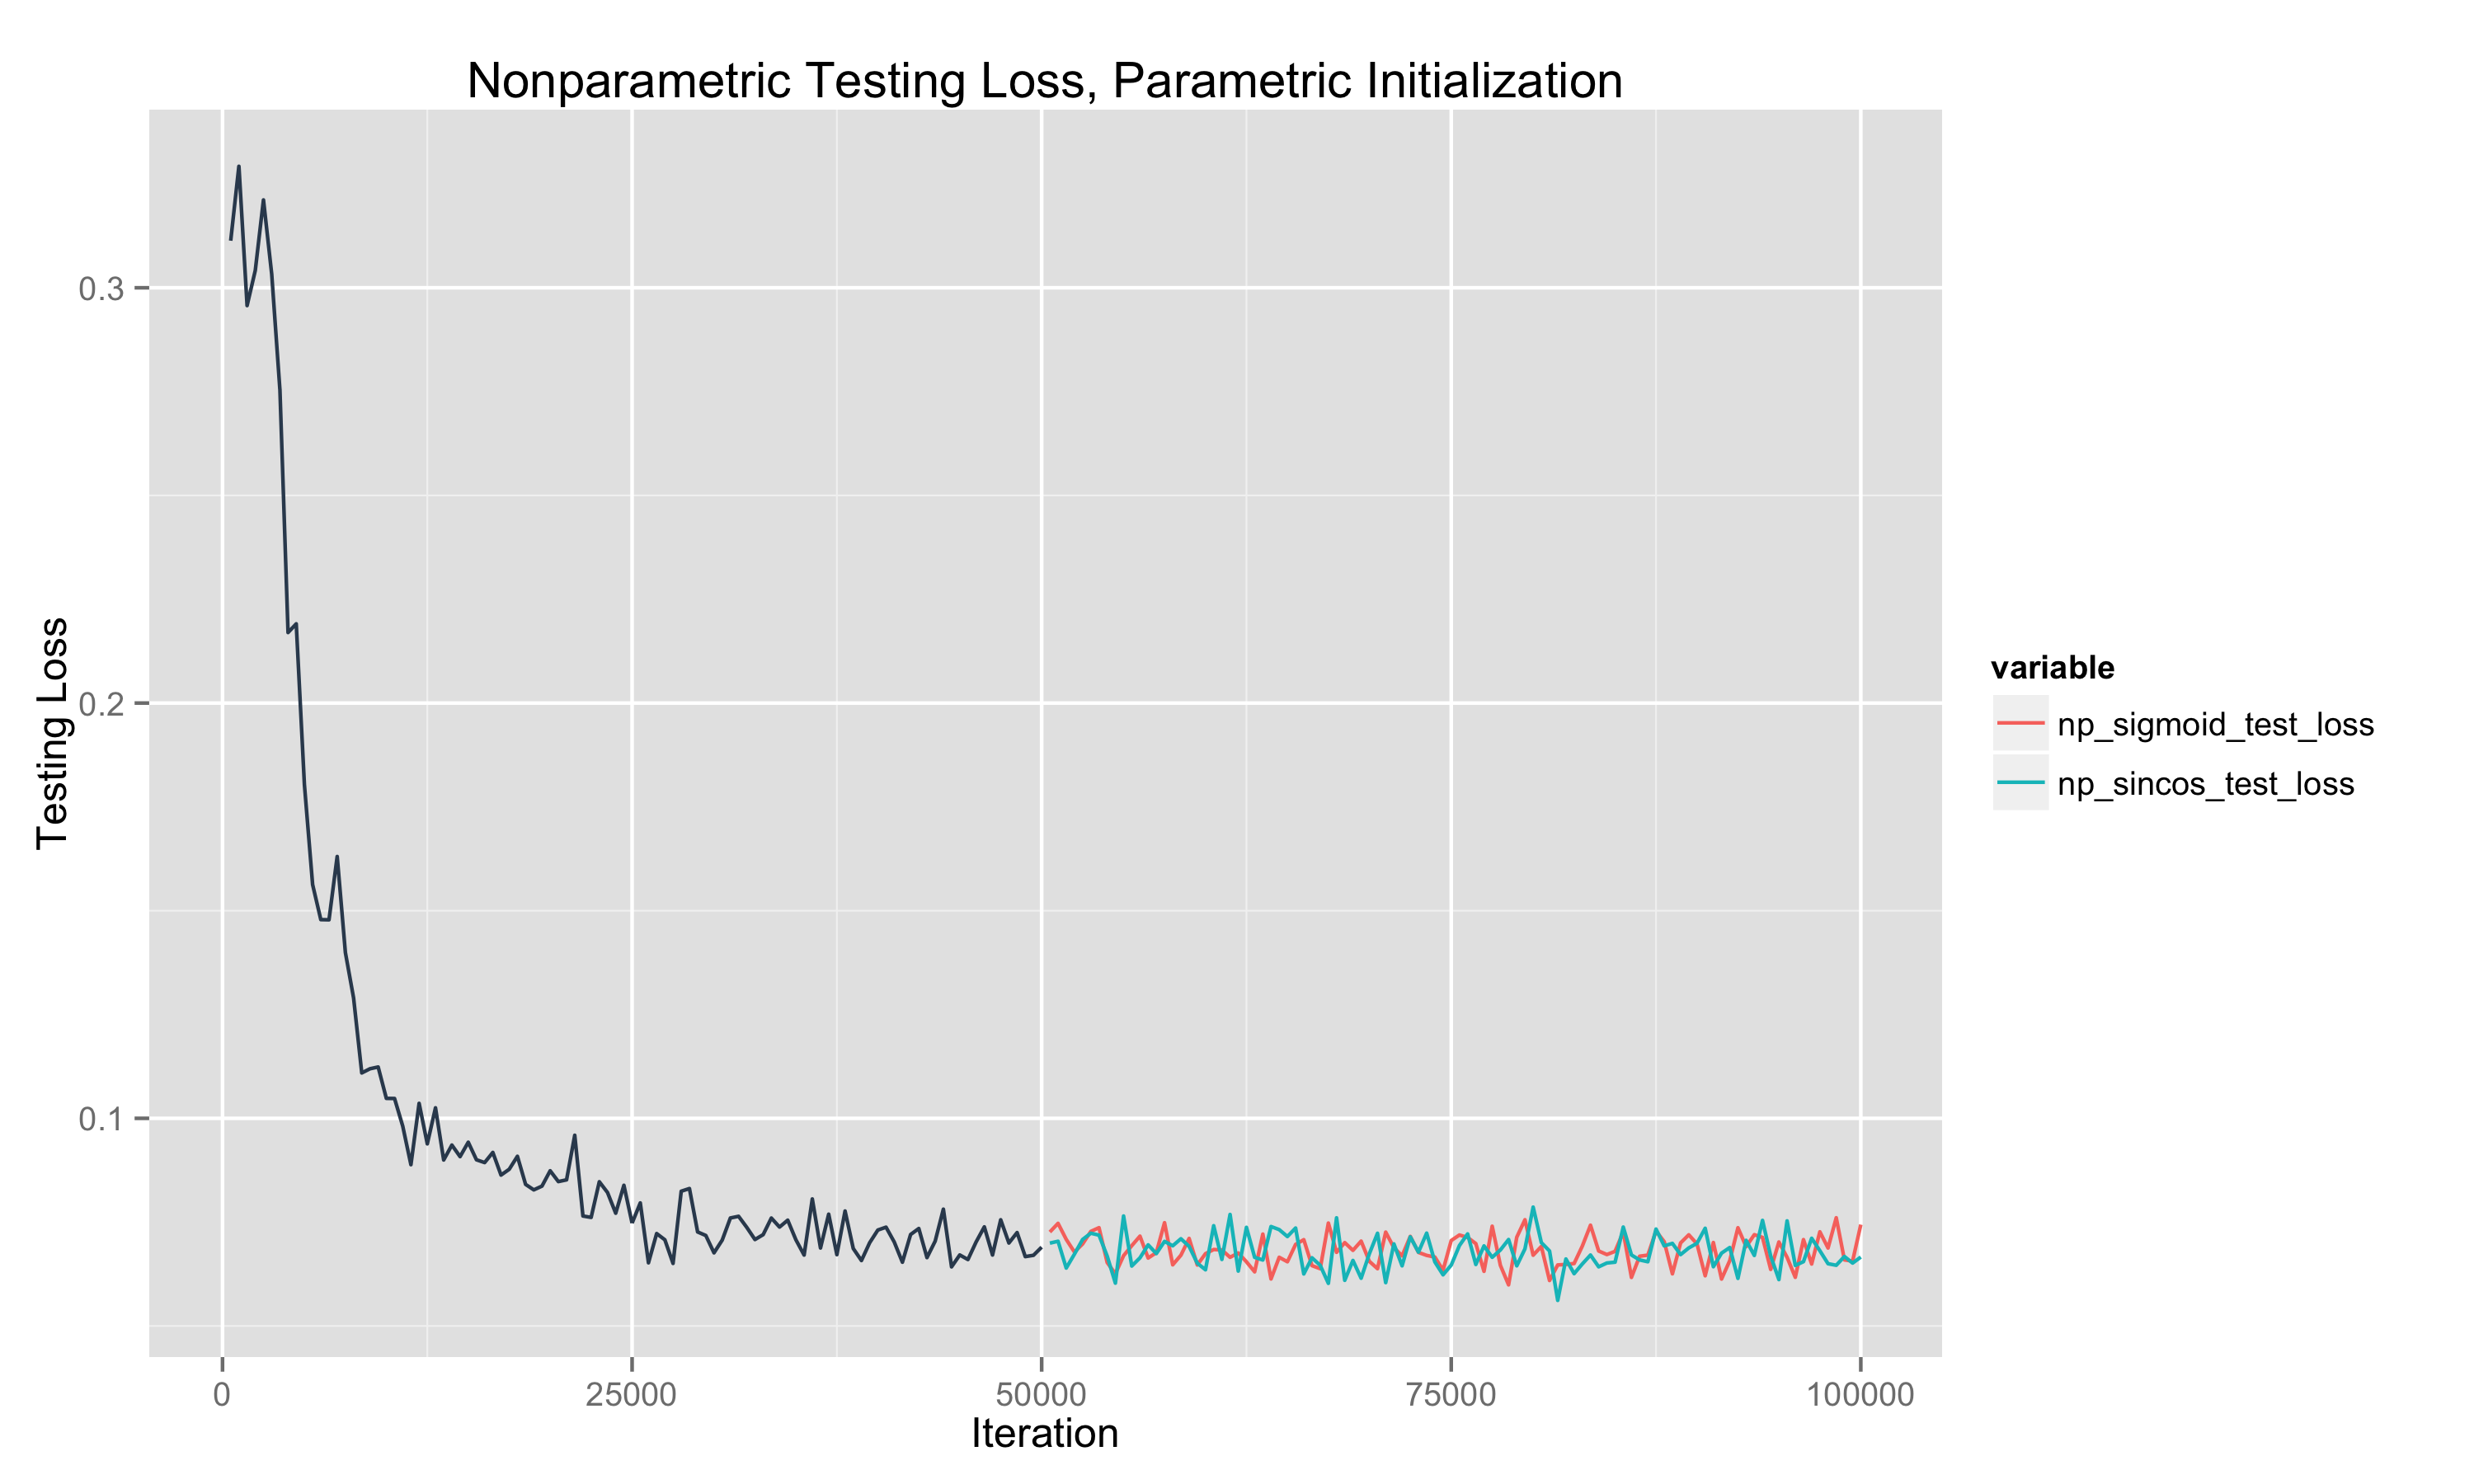 Nonparametric Testing Loss, Parametric Initialization
Testing Loss
0.3
0.2
0.1
0
25000
50000
75000
100000
Iteration
variable
np_sigmoid_test_loss
np_sincos_test_loss